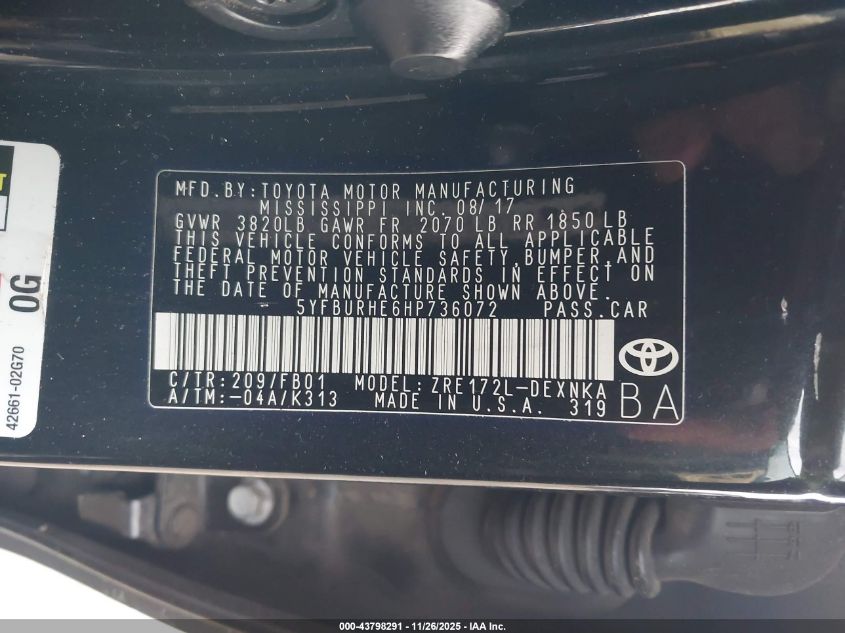 MFD. BY: TOYOTA MOTOR MANUFACTURING
MISSISSIPPI INC. 08/17
GVWR 3820LB GAWR FR 2070 LB RR 1850 LB
THIS VEHICLE CONFORMS TO ALL APPLICABLE
FEDERAL MOTOR VEHICLE SAFETY, BUMPER, AND
THEFT PREVENTION STANDARDS IN EFFECT ON
THE DATE OF MANUFACTURE SHOWN ABOVE.
5YFBURHE6HP736072 PASS.CAR
C/TR: 209/FB01 MODEL: ZRE172L-DEXNKA
A/TM: -04A/K313 MADE IN U.S.A. 319 BA
0G
42661-02G70
000-43798291 - 11/26/2025 - IAA Inc.